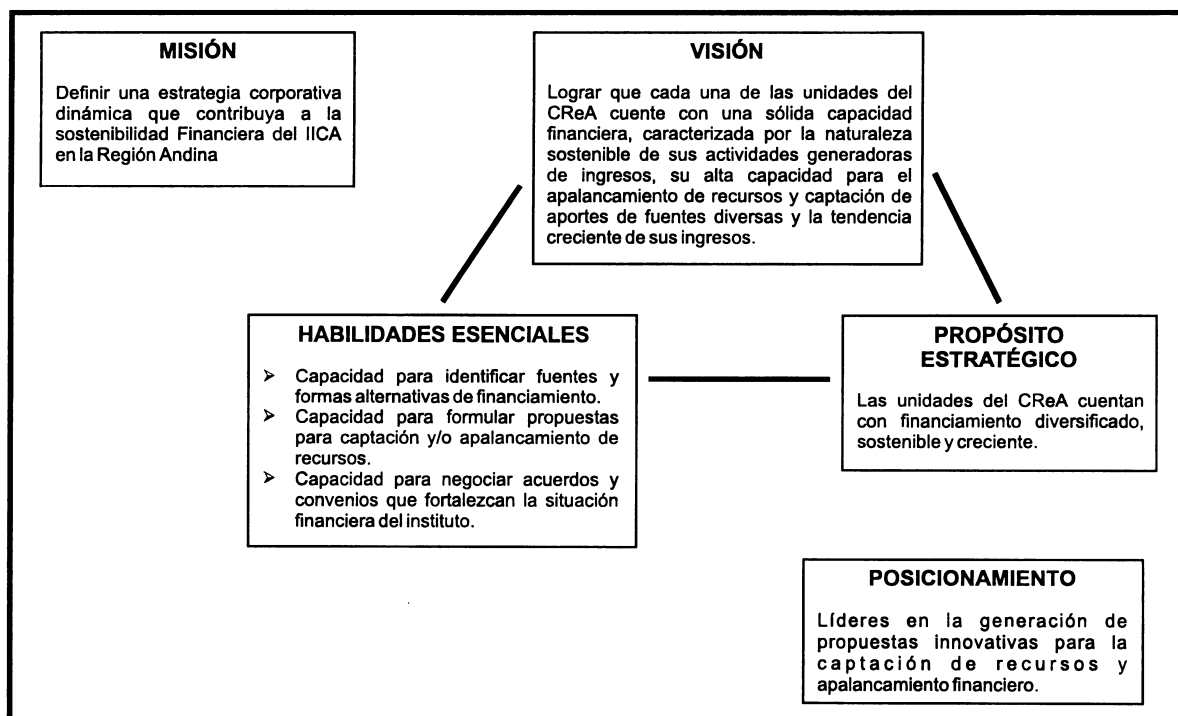 MISIÓN
Definir una estrategia corporativa
dinámica que contribuya a la
sostenibilidad Financiera del IICA
en la Región Andina
VISIÓN
Lograr que cada una de las unidades del
CReA cuente con una sólida capacidad
financiera, caracterizada por la naturaleza
sostenible de sus actividades generadoras
de ingresos, su alta capacidad para el
apalancamiento de recursos y captación de
aportes de fuentes diversas y la tendencia
creciente de sus ingresos.
HABILIDADES ESENCIALES
➢ Capacidad para identificar fuentes y
formas alternativas de financiamiento.
➢ Capacidad para formular propuestas
para captación y/o apalancamiento de
recursos.
➢ Capacidad para negociar acuerdos y
convenios que fortalezcan la situación
financiera del instituto.
PROPÓSITO
ESTRATÉGICO
Las unidades del CReA cuentan
con financiamiento diversificado,
sostenible y creciente.
POSICIONAMIENTO
Líderes en la generación de
propuestas innovativas para la
captación de recursos y
apalancamiento financiero.